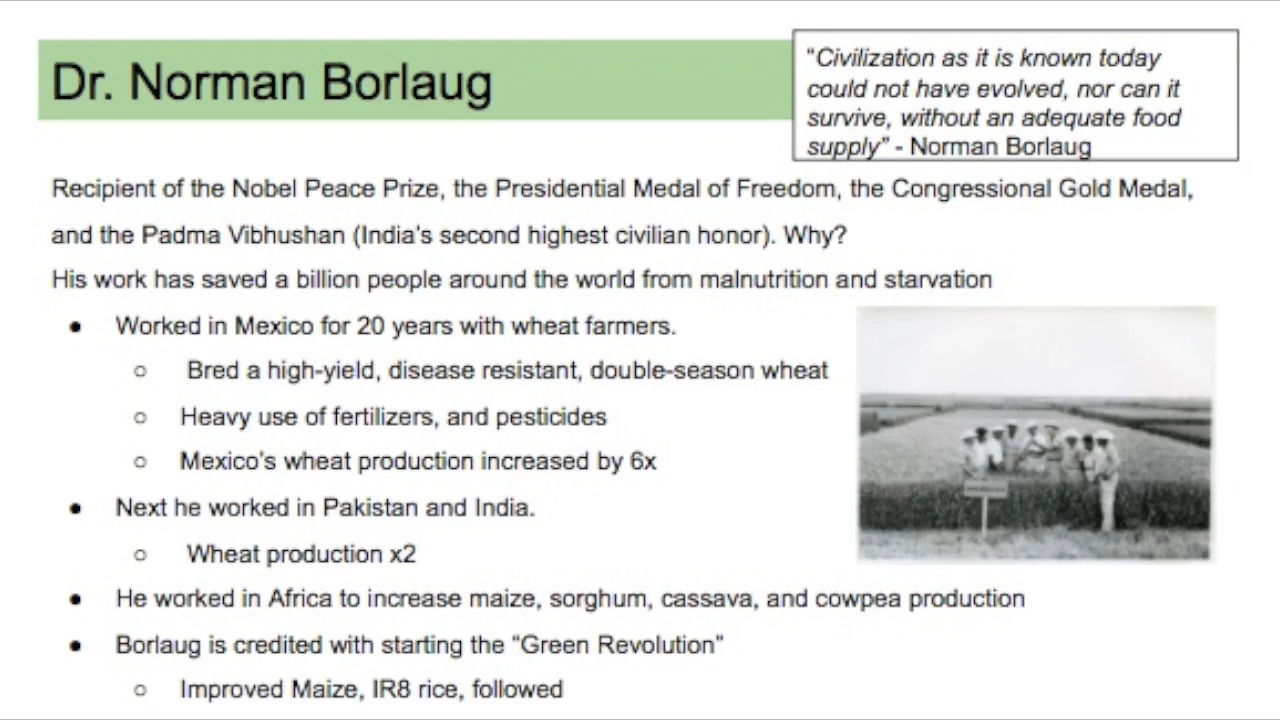 Dr. Norman Borlaug
"Civilization as it is known today
could not have evolved, nor can it
survive, without an adequate food
supply" - Norman Borlaug
Recipient of the Nobel Peace Prize, the Presidential Medal of Freedom, the Congressional Gold Medal,
and the Padma Vibhushan (India's second highest civilian honor). Why?
His work has saved a billion people around the world from malnutrition and starvation
● Worked in Mexico for 20 years with wheat farmers.
○ Bred a high-yield, disease resistant, double-season wheat
○ Heavy use of fertilizers, and pesticides
○ Mexico's wheat production increased by 6x
● Next he worked in Pakistan and India.
○ Wheat production x2
● He worked in Africa to increase maize, sorghum, cassava, and cowpea production
● Borlaug is credited with starting the "Green Revolution"
○ Improved Maize, IR8 rice, followed